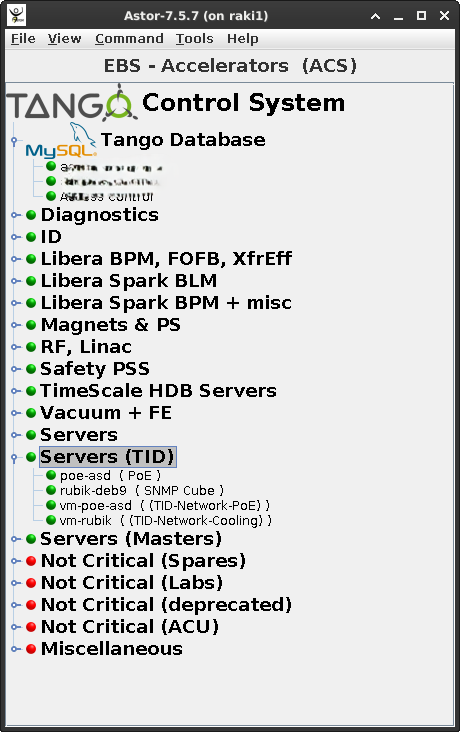 Astor-7.5.7 (on raki1)
File View Command Tools Help
EBS - Accelerators (ACS)
TANGO Control System
MySQL Tango Database
Access Control
Diagnostics
ID
Libera BPM, FOFB, XfrEff
Libera Spark BLM
Libera Spark BPM + misc
Magnets & PS
RF, Linac
Safety PSS
TimeScale HDB Servers
Vacuum + FE
Servers
Servers (TID)
poe-asd ( PoE )
rubik-deb9 ( SNMP Cube )
vm-poe-asd ( (TID-Network-PoE) )
vm-rubik ( (TID-Network-Cooling) )
Servers (Masters)
Not Critical (Spares)
Not Critical (Labs)
Not Critical (deprecated)
Not Critical (ACU)
Miscellaneous